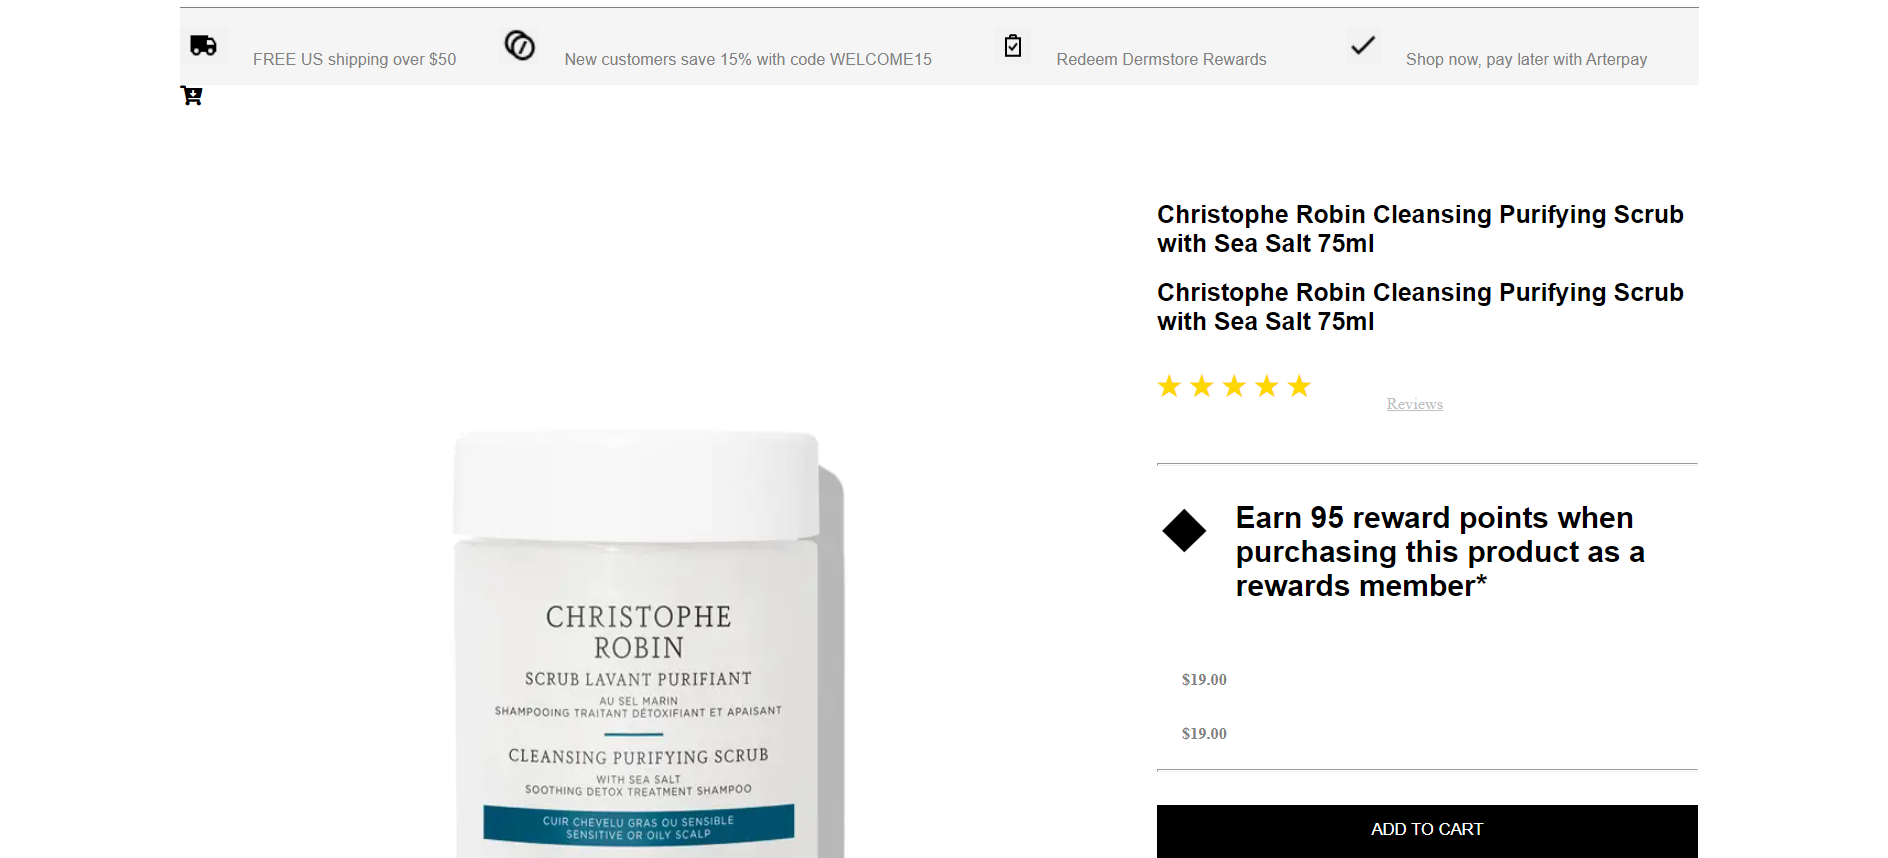 FREE US shipping over $50
New customers save 15% with code WELCOME15
Redeem Dermstore Rewards
Shop now, pay later with Arterpay
Christophe Robin Cleansing Purifying Scrub
with Sea Salt 75ml
Christophe Robin Cleansing Purifying Scrub
with Sea Salt 75ml
Reviews
Earn 95 reward points when
purchasing this product as a
rewards member*
$19.00
$19.00
ADD TO CART
CHRISTOPHE
ROBIN
SCRUB LAVANT PURIFIANT
AU SEL MARIN
SHAMPOOING TRAITANT DÉTOXIFIANT ET APAISANT
CLEANSING PURIFYING SCRUB
WITH SEA SALT
SOOTHING DETOX TREATMENT SHAMPOO
CUIR CHEVELU GRAS OU SENSIBLE
SENSITIVE OR OILY SCALP